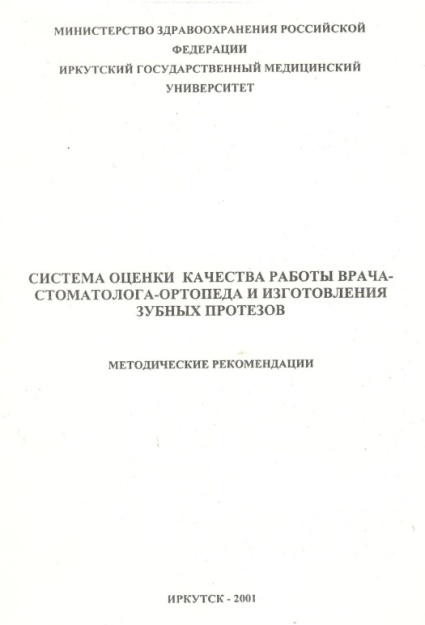 МИНИСТЕРСТВО ЗДРАВООХРАНЕНИЯ РОССИЙСКОЙ
ФЕДЕРАЦИИ
ИРКУТСКИЙ ГОСУДАРСТВЕННЫЙ МЕДИЦИНСКИЙ
УНИВЕРСИТЕТ
СИСТЕМА ОЦЕНКИ КАЧЕСТВА РАБОТЫ ВРАЧА-
СТОМАТОЛОГА-ОРТОПЕДА И ИЗГОТОВЛЕНИЯ
ЗУБНЫХ ПРОТЕЗОВ
МЕТОДИЧЕСКИЕ РЕКОМЕНДАЦИИ
ИРКУТСК - 2001